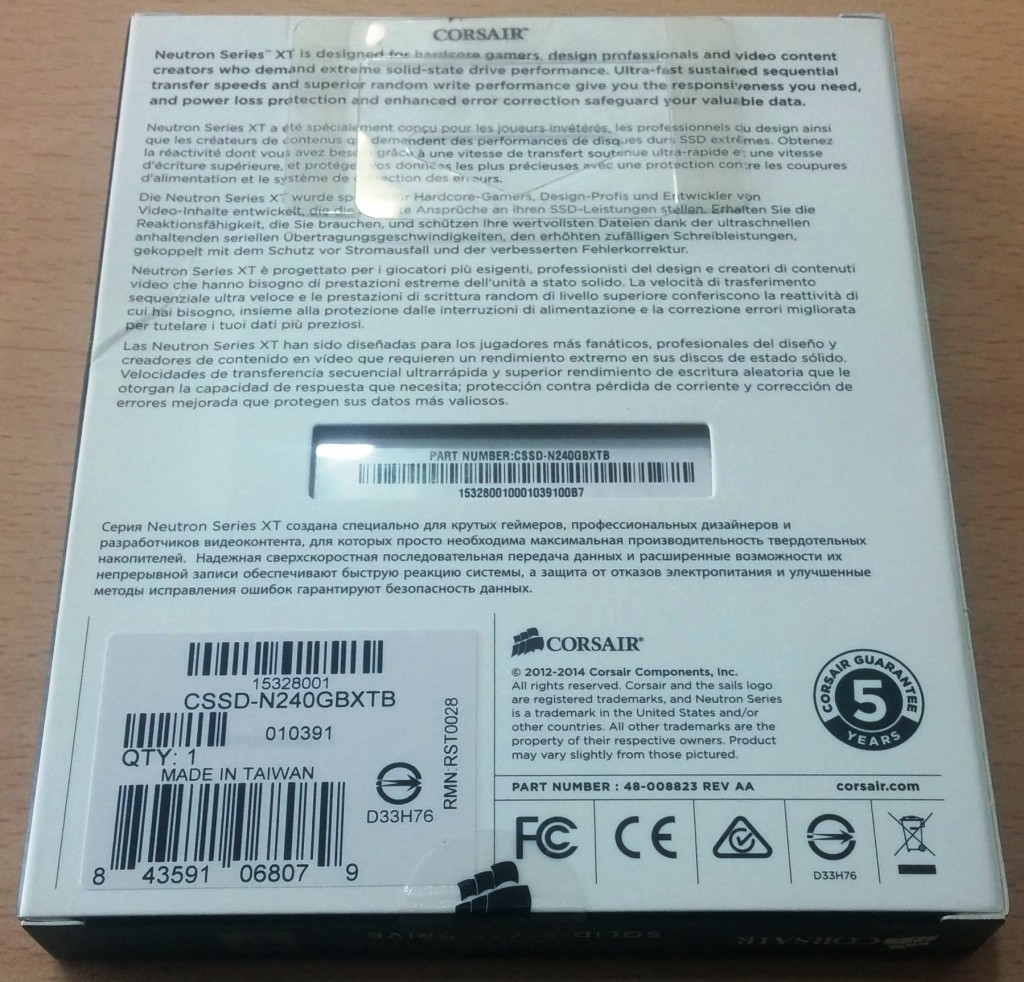 CORSAIR™
Neutron Series™ XT is designed for hardcore gamers, design professionals and video content
creators who demand extreme solid-state drive performance. Ultra-fast sustained sequential
transfer speeds and superior random write performance give you the responsiveness you need,
and power loss protection and enhanced error correction safeguard your valuable data.
Neutron Series XT a été spécialement conçu pour les joueurs invétérés, les professionnels du design ainsi
que les créateurs de contenus qui demandent des performances de disques durs SSD extrêmes. Obtenez
la réactivité dont vous avez besoin grâce à une vitesse de transfert soutenue ultra-rapide et une vitesse
d'écriture supérieure, et protégez vos données les plus précieuses avec une protection contre les coupures
d'alimentation et le système de correction des erreurs.
Die Neutron Series XT wurde für Hardcore-Gamers, Design-Profis und Entwickler von
Video-Inhalte entwickelt, die die Ansprüche an ihren SSD-Leistungen stellen. Erhalten Sie die
Reaktionsfähigkeit, die Sie brauchen, und schützen Ihre wertvollsten Dateien dank der ultraschnellen
anhaltenden seriellen Übertragungsgeschwindigkeiten, den erhöhten zufälligen Schreibleistungen,
gekoppelt mit dem Schutz vor Stromausfall und der verbesserten Fehlerkorrektur.
Neutron Series XT è progettato per i giocatori più esigenti, professionisti del design e creatori di contenuti
video che hanno bisogno di prestazioni estreme dell'unità a stato solido. La velocità di trasferimento
sequenziale ultra veloce e le prestazioni di scrittura random di livello superiore conferiscono la reattività di
cui hai bisogno, insieme alla protezione dalle interruzioni di alimentazione e la correzione errori migliorata
per tutelare i tuoi dati più preziosi.
Las Neutron Series XT han sido diseñadas para los jugadores más fanáticos, profesionales del diseño y
creadores de contenido en vídeo que requieren un rendimiento extremo en sus discos de estado sólido.
Velocidades de transferencia secuencial ultrarrápida y superior rendimiento de escritura aleatoria que le
otorgan la capacidad de respuesta que necesita; protección contra pérdida de corriente y corrección de
errores mejorada que protegen sus datos más valiosos.
PART NUMBER:CSSD-N240GBXTB
153280010001039100B7
Серия Neutron Series XT создана специально для крутых геймеров, профессиональных дизайнеров и
разработчиков видеоконтента, для которых просто необходима максимальная производительность твердотельных
накопителей. Надежная сверхскоростная последовательная передача данных и расширенные возможности их
непрерывной записи обеспечивают быструю реакцию системы, а защита от отказов электропитания и улучшенные
методы исправления ошибок гарантируют безопасность данных.
15328001
CSSD-N240GBXTB
010391
QTY: 1
MADE IN TAIWAN
D33H76
RMN:RST0028
8 43591 06807 9
CORSAIR®
© 2012-2014 Corsair Components, Inc.
All rights reserved. Corsair and the sails logo
are registered trademarks, and Neutron Series
is a trademark in the United States and/or
other countries. All other trademarks are the
property of their respective owners. Product
may vary slightly from those pictured.
CORSAIR GUARANTEE
5
YEARS
PART NUMBER : 48-008823 REV AA
corsair.com
FC CE
D33H76
SOLID-STATE DRIVE
CORSAIR